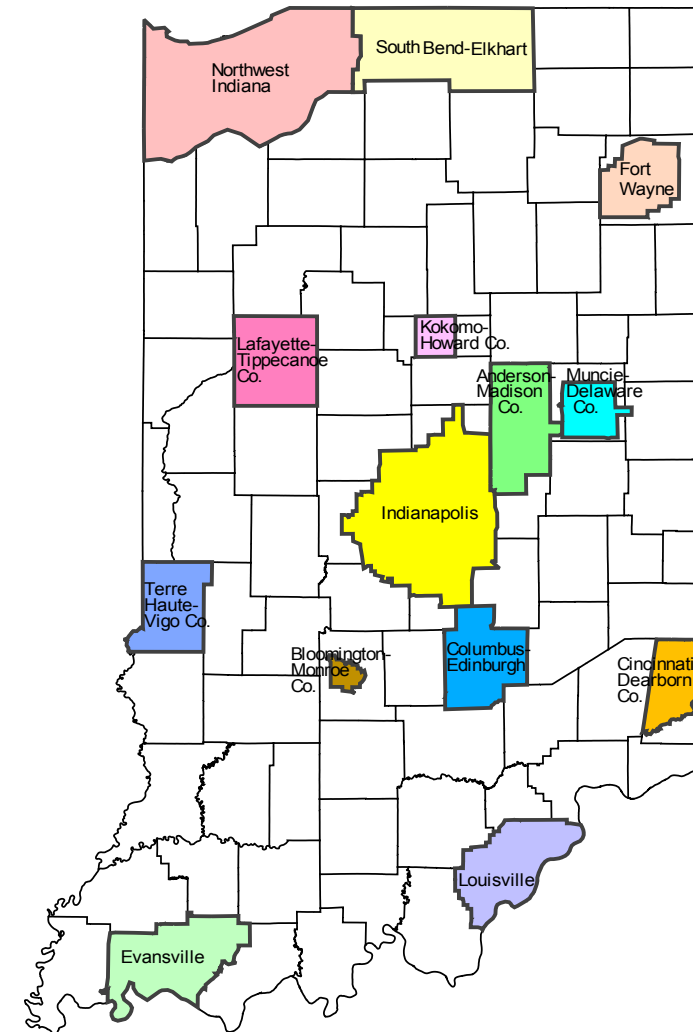 South Bend-Elkhart
Northwest
Indiana
Fort
Wayne
Kokomo-
Howard Co.
Lafayette-
Tippecanoe
Co.
Anderson-
Madison
Co.
Muncie-
Delaware
Co.
Indianapolis
Terre
Haute-
Vigo Co.
Bloomington-
Monroe
Co.
Columbus-
Edinburgh
Cincinnati
Dearborn
Co.
Louisville
Evansville